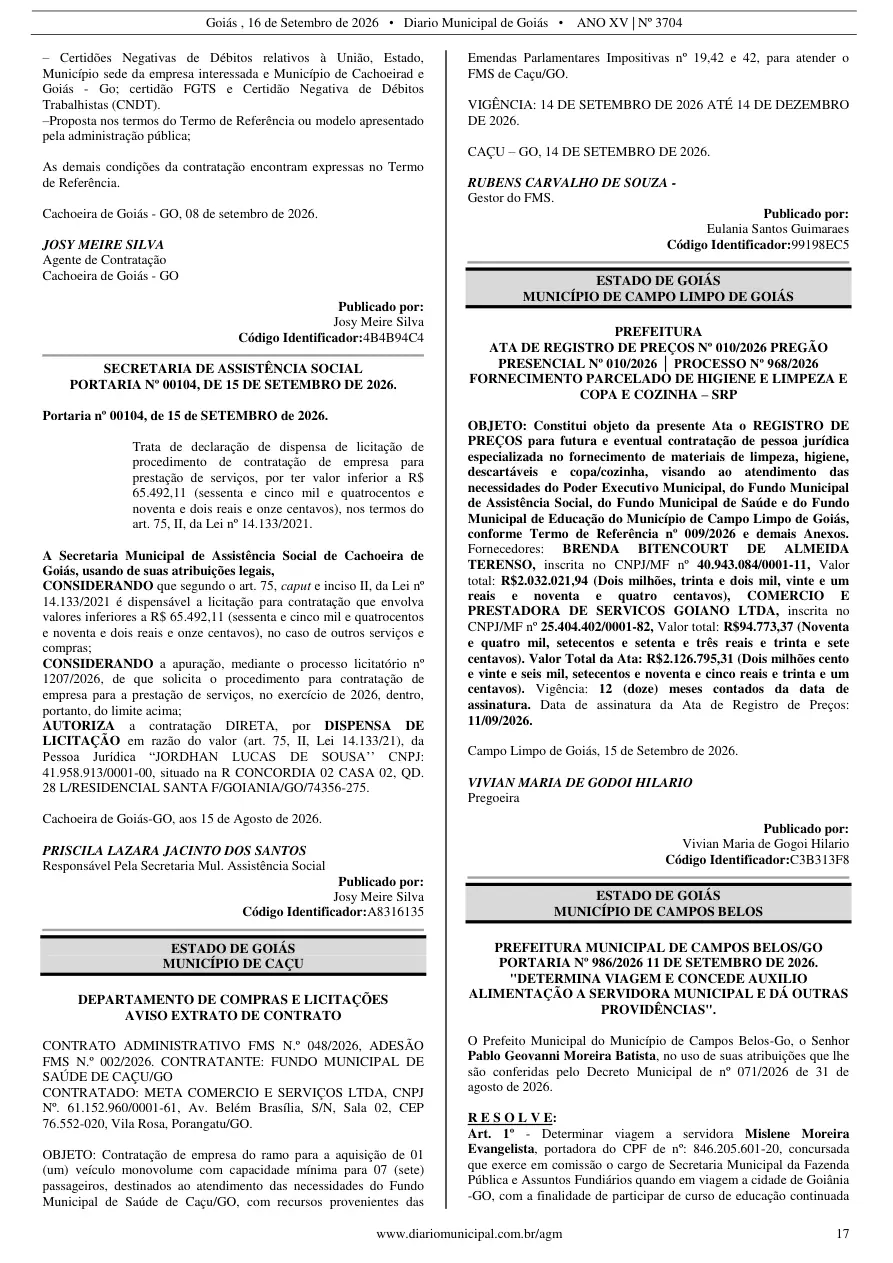 Goiás , 16 de Setembro de 2026 • Diario Municipal de Goiás • ANO XV | Nº 3704
– Certidões Negativas de Débitos relativos à União, Estado,
Município sede da empresa interessada e Município de Cachoeirad e
Goiás - Go; certidão FGTS e Certidão Negativa de Débitos
Trabalhistas (CNDT).
–Proposta nos termos do Termo de Referência ou modelo apresentado
pela administração pública;
As demais condições da contratação encontram expressas no Termo
de Referência.
Cachoeira de Goiás - GO, 08 de setembro de 2026.
JOSY MEIRE SILVA
Agente de Contratação
Cachoeira de Goiás - GO
Publicado por:
Josy Meire Silva
Código Identificador:4B4B94C4
SECRETARIA DE ASSISTÊNCIA SOCIAL
PORTARIA Nº 00104, DE 15 DE SETEMBRO DE 2026.
Portaria nº 00104, de 15 de SETEMBRO de 2026.
Trata de declaração de dispensa de licitação de
procedimento de contratação de empresa para
prestação de serviços, por ter valor inferior a R$
65.492,11 (sessenta e cinco mil e quatrocentos e
noventa e dois reais e onze centavos), nos termos do
art. 75, II, da Lei nº 14.133/2021.
A Secretaria Municipal de Assistência Social de Cachoeira de
Goiás, usando de suas atribuições legais,
CONSIDERANDO que segundo o art. 75, caput e inciso II, da Lei nº
14.133/2021 é dispensável a licitação para contratação que envolva
valores inferiores a R$ 65.492,11 (sessenta e cinco mil e quatrocentos
e noventa e dois reais e onze centavos), no caso de outros serviços e
compras;
CONSIDERANDO a apuração, mediante o processo licitatório nº
1207/2026, de que solicita o procedimento para contratação de
empresa para a prestação de serviços, no exercício de 2026, dentro,
portanto, do limite acima;
AUTORIZA a contratação DIRETA, por DISPENSA DE
LICITAÇÃO em razão do valor (art. 75, II, Lei 14.133/21), da
Pessoa Jurídica “JORDHAN LUCAS DE SOUSA’’ CNPJ:
41.958.913/0001-00, situado na R CONCORDIA 02 CASA 02, QD.
28 L/RESIDENCIAL SANTA F/GOIANIA/GO/74356-275.
Cachoeira de Goiás-GO, aos 15 de Agosto de 2026.
PRISCILA LAZARA JACINTO DOS SANTOS
Responsável Pela Secretaria Mul. Assistência Social
Publicado por:
Josy Meire Silva
Código Identificador:A8316135
ESTADO DE GOIÁS
MUNICÍPIO DE CAÇU
DEPARTAMENTO DE COMPRAS E LICITAÇÕES
AVISO EXTRATO DE CONTRATO
CONTRATO ADMINISTRATIVO FMS N.º 048/2026, ADESÃO
FMS N.º 002/2026. CONTRATANTE: FUNDO MUNICIPAL DE
SAÚDE DE CAÇU/GO
CONTRATADO: META COMERCIO E SERVIÇOS LTDA, CNPJ
Nº. 61.152.960/0001-61, Av. Belém Brasília, S/N, Sala 02, CEP
76.552-020, Vila Rosa, Porangatu/GO.
OBJETO: Contratação de empresa do ramo para a aquisição de 01
(um) veículo monovolume com capacidade mínima para 07 (sete)
passageiros, destinados ao atendimento das necessidades do Fundo
Municipal de Saúde de Caçu/GO, com recursos provenientes das
Emendas Parlamentares Impositivas nº 19,42 e 42, para atender o
FMS de Caçu/GO.
VIGÊNCIA: 14 DE SETEMBRO DE 2026 ATÉ 14 DE DEZEMBRO
DE 2026.
CAÇU – GO, 14 DE SETEMBRO DE 2026.
RUBENS CARVALHO DE SOUZA -
Gestor do FMS.
Publicado por:
Eulania Santos Guimaraes
Código Identificador:99198EC5
ESTADO DE GOIÁS
MUNICÍPIO DE CAMPO LIMPO DE GOIÁS
PREFEITURA
ATA DE REGISTRO DE PREÇOS Nº 010/2026 PREGÃO
PRESENCIAL Nº 010/2026 │ PROCESSO Nº 968/2026
FORNECIMENTO PARCELADO DE HIGIENE E LIMPEZA E
COPA E COZINHA – SRP
OBJETO: Constitui objeto da presente Ata o REGISTRO DE
PREÇOS para futura e eventual contratação de pessoa jurídica
especializada no fornecimento de materiais de limpeza, higiene,
descartáveis e copa/cozinha, visando ao atendimento das
necessidades do Poder Executivo Municipal, do Fundo Municipal
de Assistência Social, do Fundo Municipal de Saúde e do Fundo
Municipal de Educação do Município de Campo Limpo de Goiás,
conforme Termo de Referência nº 009/2026 e demais Anexos.
Fornecedores: BRENDA BITENCOURT DE ALMEIDA
TERENSO, inscrita no CNPJ/MF nº 40.943.084/0001-11, Valor
total: R$2.032.021,94 (Dois milhões, trinta e dois mil, vinte e um
reais e noventa e quatro centavos), COMERCIO E
PRESTADORA DE SERVICOS GOIANO LTDA, inscrita no
CNPJ/MF nº 25.404.402/0001-82, Valor total: R$94.773,37 (Noventa
e quatro mil, setecentos e setenta e três reais e trinta e sete
centavos). Valor Total da Ata: R$2.126.795,31 (Dois milhões cento
e vinte e seis mil, setecentos e noventa e cinco reais e trinta e um
centavos). Vigência: 12 (doze) meses contados da data de
assinatura. Data de assinatura da Ata de Registro de Preços:
11/09/2026.
Campo Limpo de Goiás, 15 de Setembro de 2026.
VIVIAN MARIA DE GODOI HILARIO
Pregoeira
Publicado por:
Vivian Maria de Gogoi Hilario
Código Identificador:C3B313F8
ESTADO DE GOIÁS
MUNICÍPIO DE CAMPOS BELOS
PREFEITURA MUNICIPAL DE CAMPOS BELOS/GO
PORTARIA Nº 986/2026 11 DE SETEMBRO DE 2026.
"DETERMINA VIAGEM E CONCEDE AUXILIO
ALIMENTAÇÃO A SERVIDORA MUNICIPAL E DÁ OUTRAS
PROVIDÊNCIAS".
O Prefeito Municipal do Município de Campos Belos-Go, o Senhor
Pablo Geovanni Moreira Batista, no uso de suas atribuições que lhe
são conferidas pelo Decreto Municipal de nº 071/2026 de 31 de
agosto de 2026.
R E S O L V E:
Art. 1º - Determinar viagem a servidora Mislene Moreira
Evangelista, portadora do CPF de nº: 846.205.601-20, concursada
que exerce em comissão o cargo de Secretaria Municipal da Fazenda
Pública e Assuntos Fundiários quando em viagem a cidade de Goiânia
-GO, com a finalidade de participar de curso de educação continuada
www.diariomunicipal.com.br/agm
17